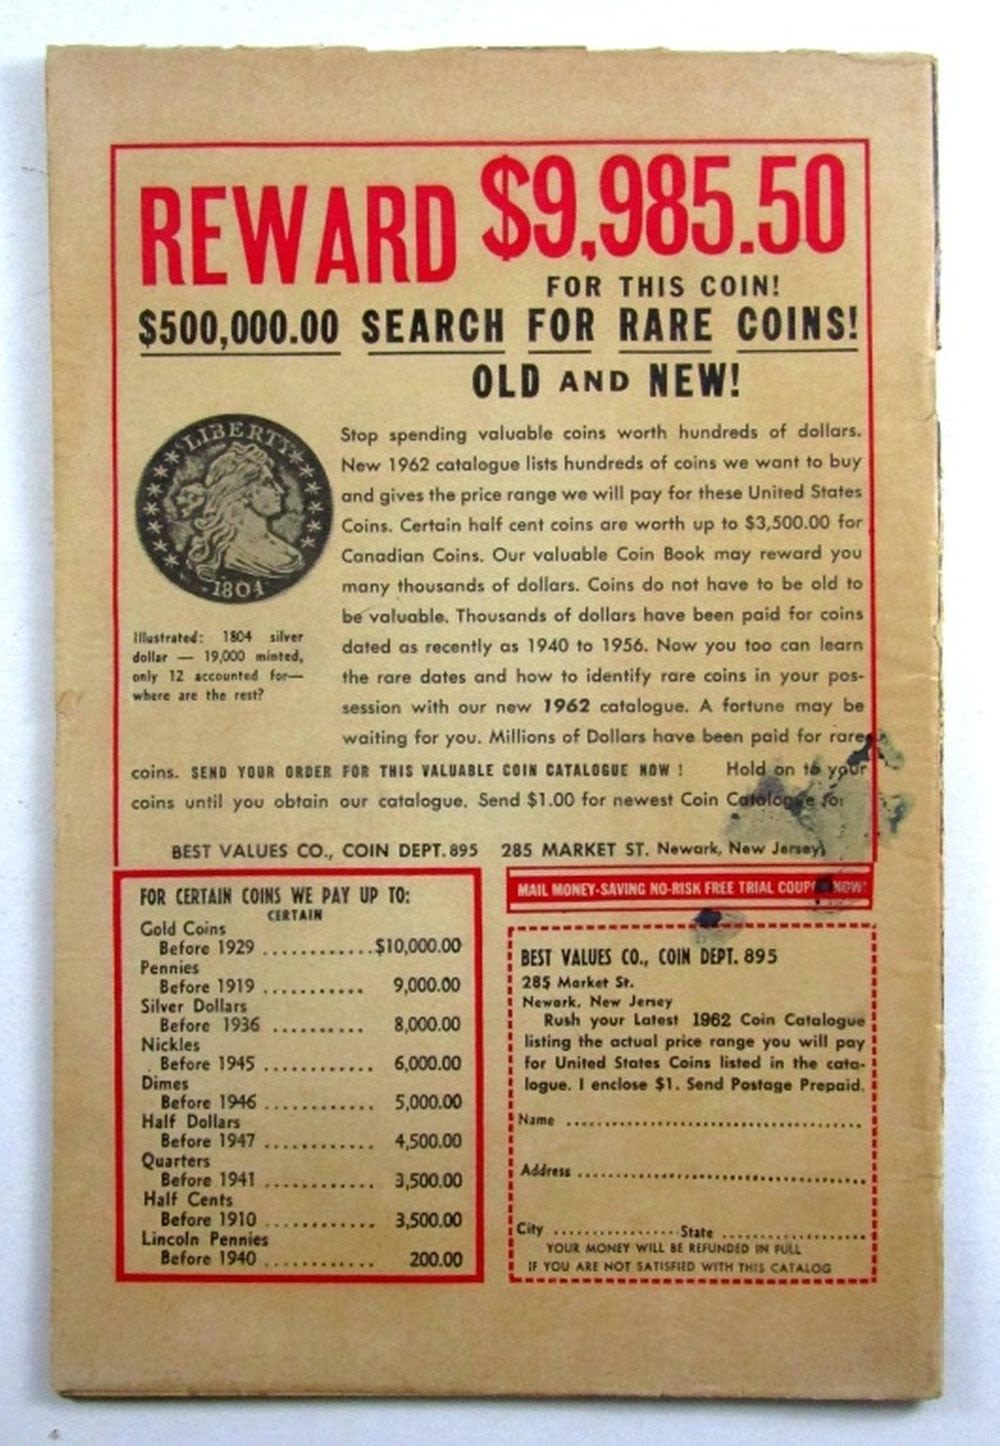 REWARD $9,985.50
FOR THIS COIN!
$500,000.00 SEARCH FOR RARE COINS!
OLD AND NEW!
LIBERTY
1804
Illustrated: 1804 silver
dollar — 19,000 minted,
only 12 accounted for—
where are the rest?
Stop spending valuable coins worth hundreds of dollars.
New 1962 catalogue lists hundreds of coins we want to buy
and gives the price range we will pay for these United States
Coins. Certain half cent coins are worth up to $3,500.00 for
Canadian Coins. Our valuable Coin Book may reward you
many thousands of dollars. Coins do not have to be old to
be valuable. Thousands of dollars have been paid for coins
dated as recently as 1940 to 1956. Now you too can learn
the rare dates and how to identify rare coins in your pos-
session with our new 1962 catalogue. A fortune may be
waiting for you. Millions of Dollars have been paid for rare
coins. SEND YOUR ORDER FOR THIS VALUABLE COIN CATALOGUE NOW ! Hold on to your
coins until you obtain our catalogue. Send $1.00 for newest Coin Catalogue for
BEST VALUES CO., COIN DEPT. 895 285 MARKET ST. Newark, New Jersey
FOR CERTAIN COINS WE PAY UP TO:
CERTAIN
Gold Coins
Before 1929 ............$10,000.00
Pennies
Before 1919 ........... 9,000.00
Silver Dollars
Before 1936 .......... 8,000.00
Nickles
Before 1945 ............ 6,000.00
Dimes
Before 1946 ............ 5,000.00
Half Dollars
Before 1947 ............ 4,500.00
Quarters
Before 1941 ............ 3,500.00
Half Cents
Before 1910 ............ 3,500.00
Lincoln Pennies
Before 1940 ............ 200.00
MAIL MONEY-SAVING NO-RISK FREE TRIAL COUPON NOW!
BEST VALUES CO., COIN DEPT. 895
285 Market St.
Newark, New Jersey
Rush your Latest 1962 Coin Catalogue
listing the actual price range you will pay
for United States Coins listed in the cata-
logue. I enclose $1. Send Postage Prepaid.
Name ........................................
Address ........................................
City .................. State ....................
YOUR MONEY WILL BE REFUNDED IN FULL
IF YOU ARE NOT SATISFIED WITH THIS CATALOG